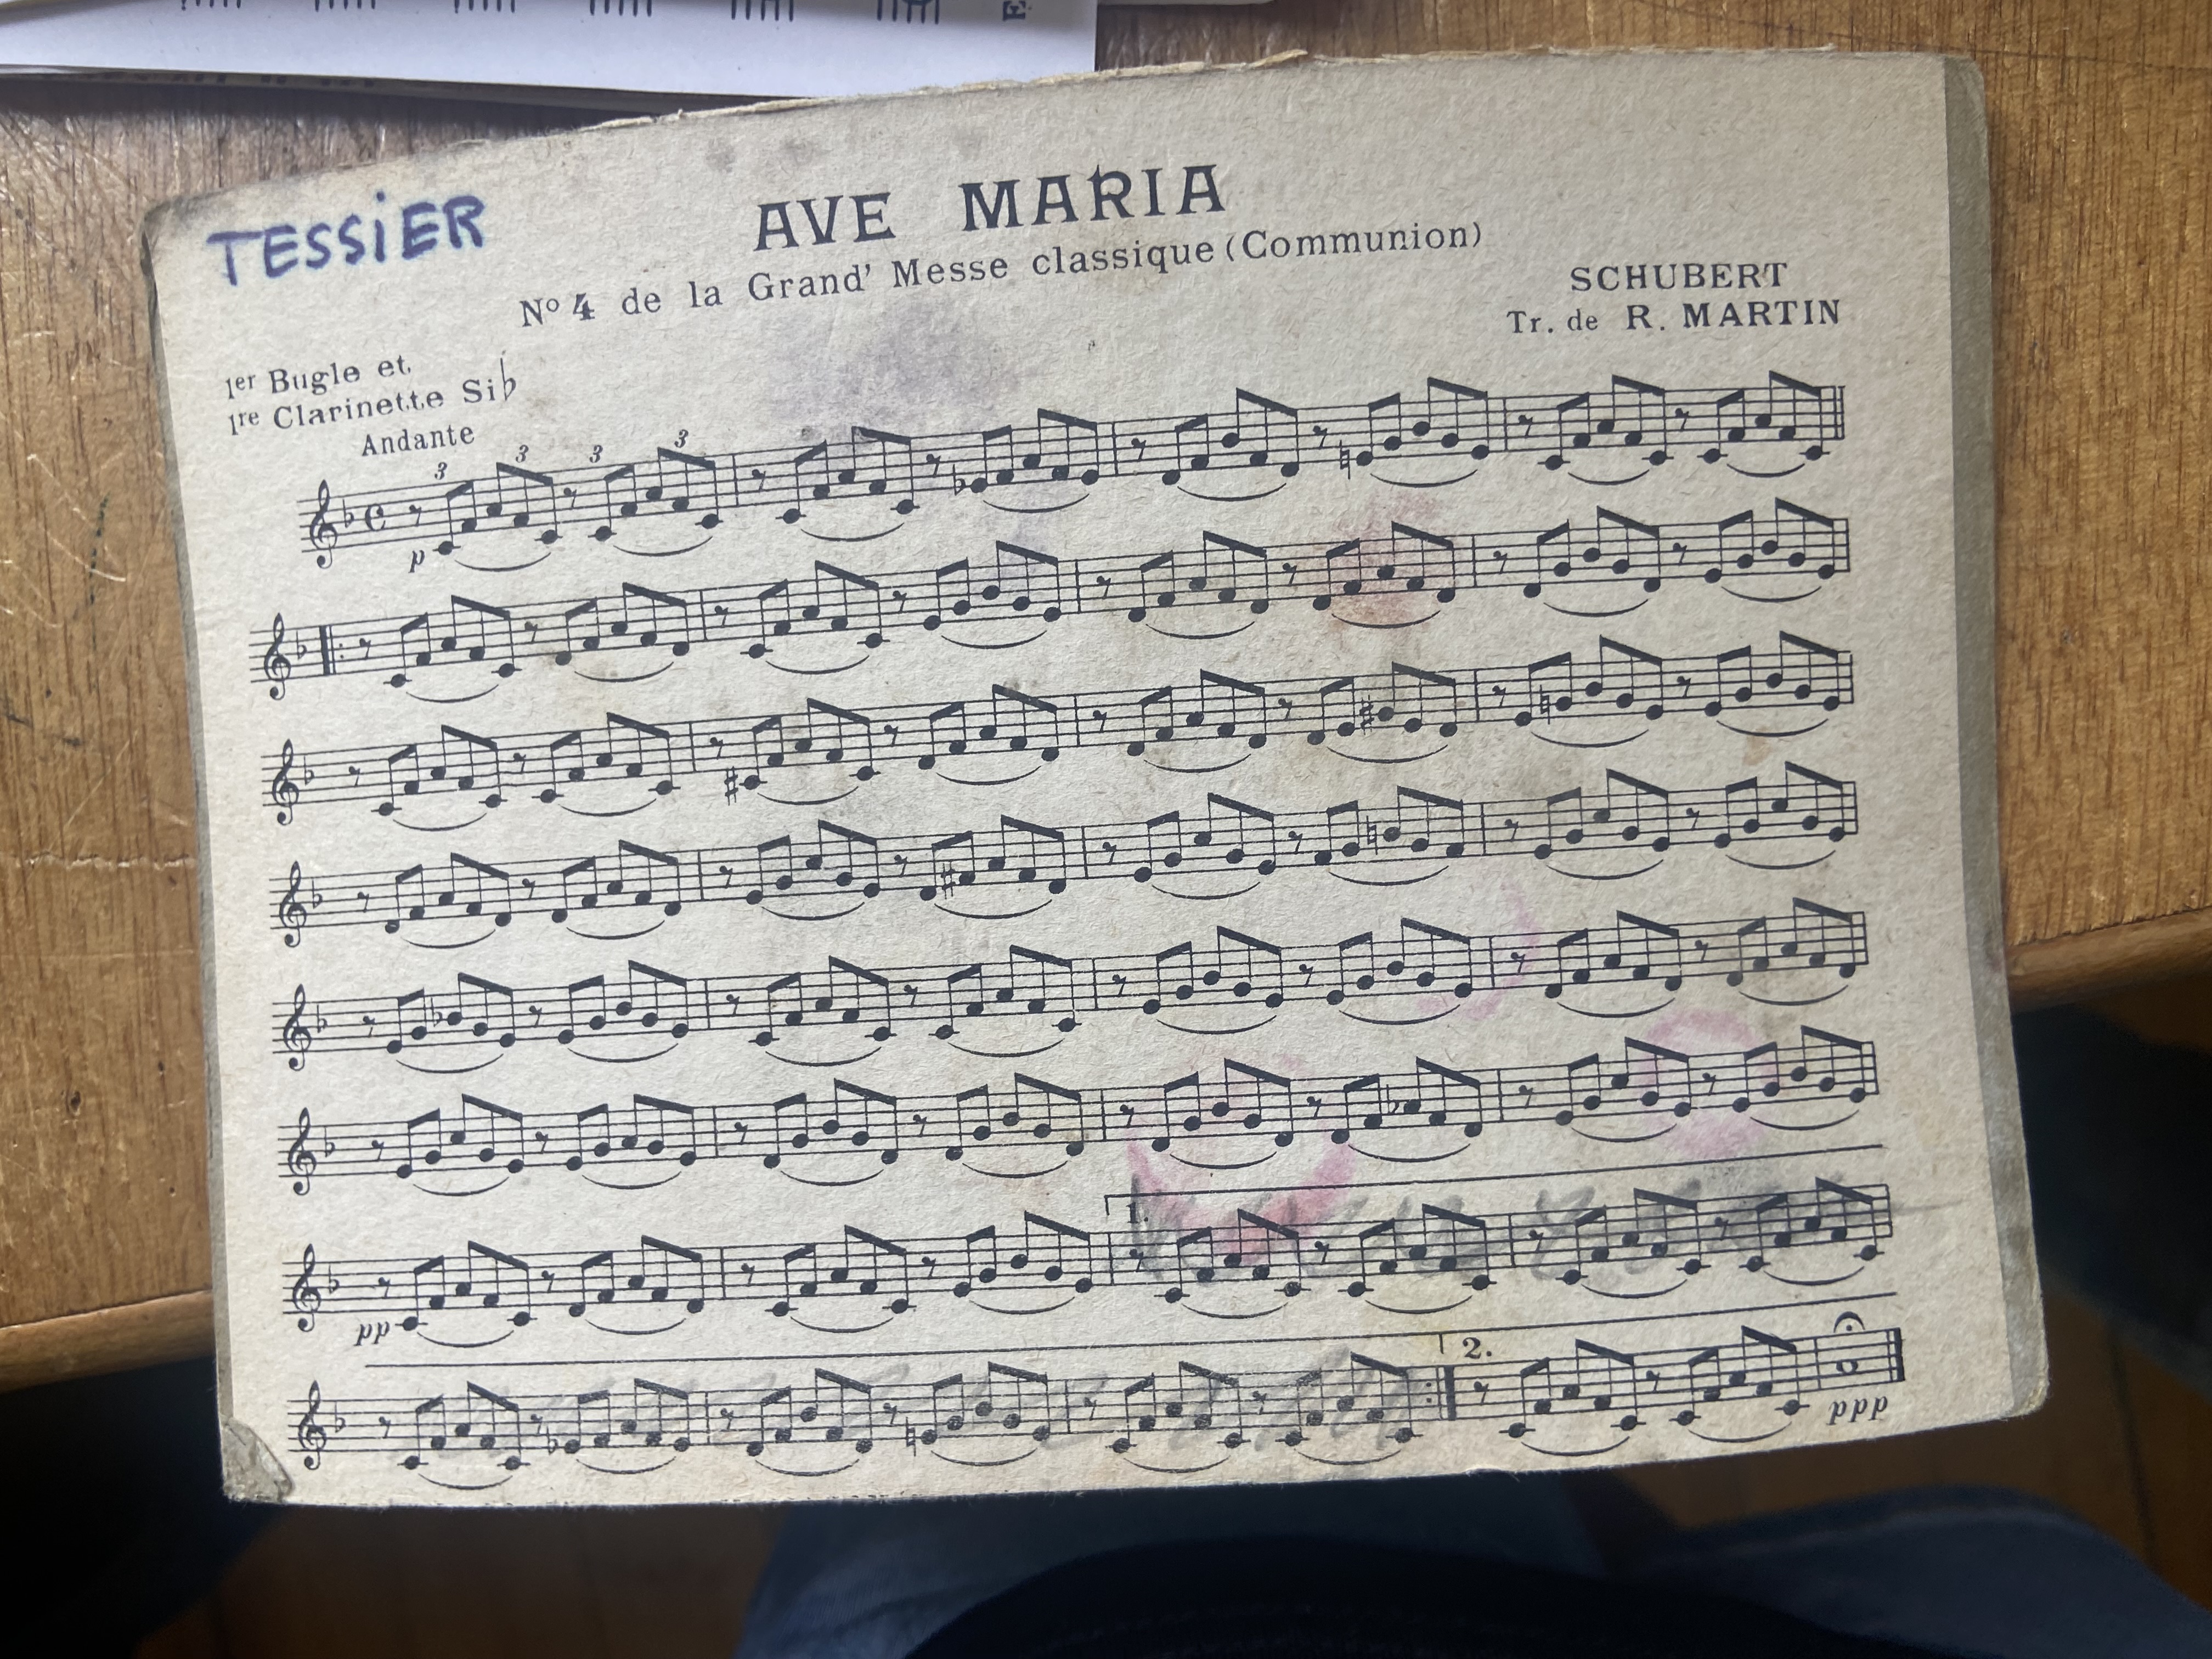 TESSiER
AVE MARIA
Nº 4 de la Grand' Messe classique (Communion)
SCHUBERT
Tr. de R. MARTIN
1er Bugle et
1re Clarinette Si♭
Andante
3 3 3 3
p
pp
1.
2.
ppp